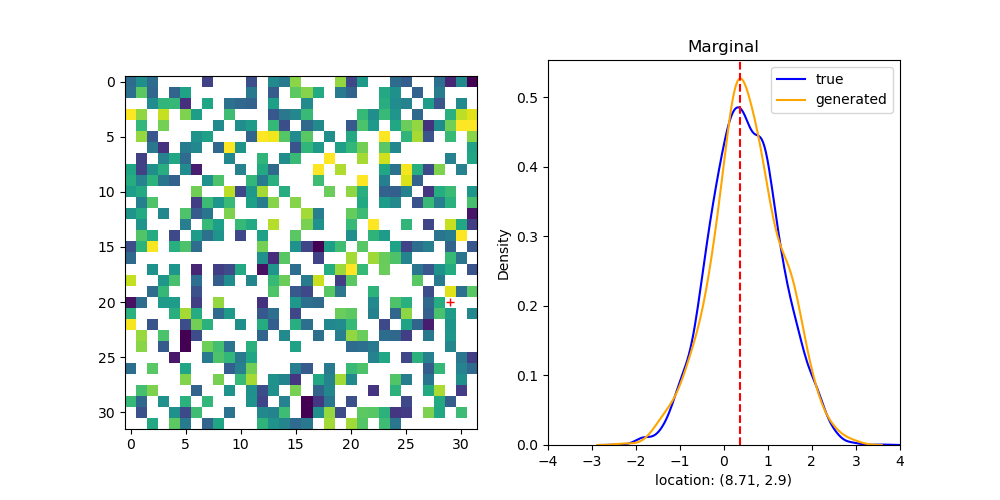 Marginal
true
generated
0
5
10
15
20
25
30
0 5 10 15 20 25 30
Density
0.5
0.4
0.3
0.2
0.1
0.0
−4 −3 −2 −1 0 1 2 3 4
location: (8.71, 2.9)